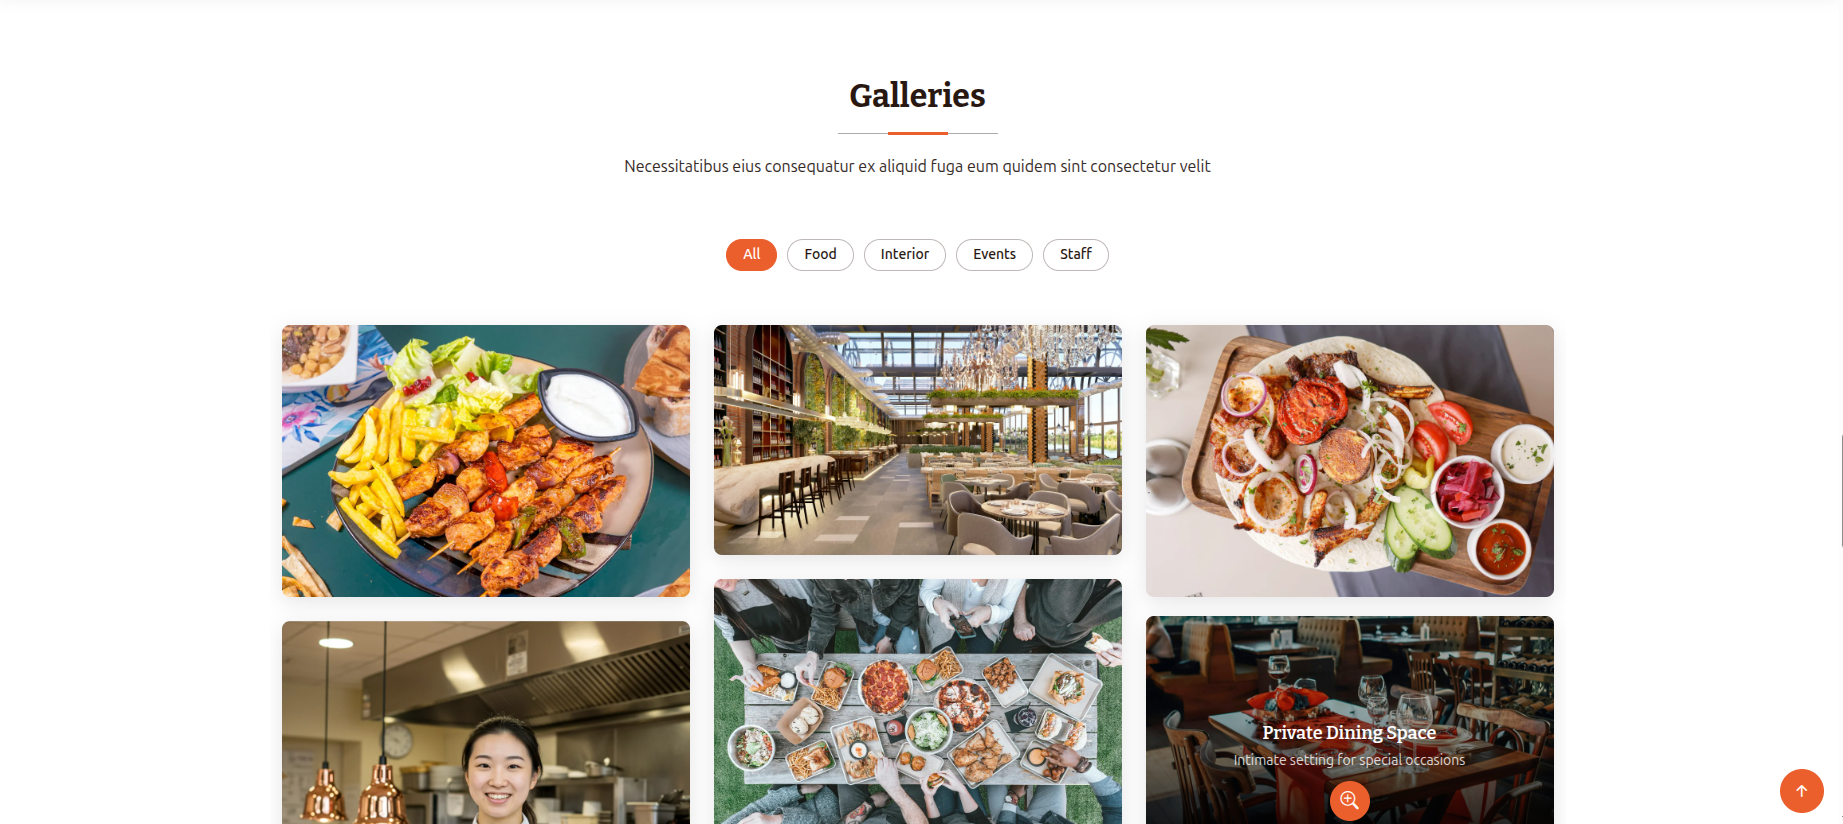 Galleries
Necessitatibus eius consequatur ex aliquid fuga eum quidem sint consectetur velit
All
Food
Interior
Events
Staff
Private Dining Space
Intimate setting for special occasions